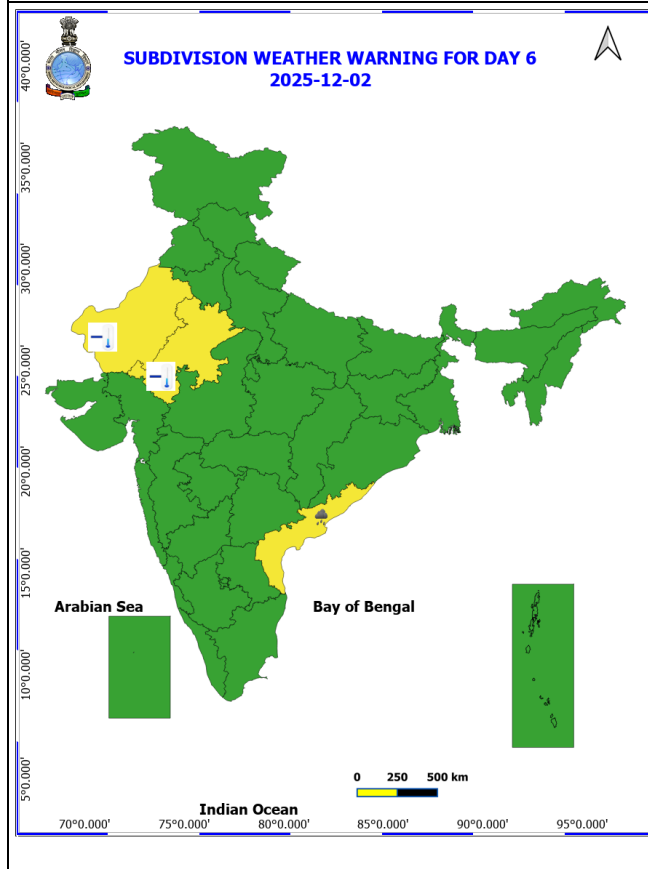 SUBDIVISION WEATHER WARNING FOR DAY 6
2025-12-02
40°0.000'
35°0.000'
30°0.000'
25°0.000'
20°0.000'
15°0.000'
10°0.000'
5°0.000'
Arabian Sea
Bay of Bengal
0 250 500 km
Indian Ocean
70°0.000' 75°0.000' 80°0.000' 85°0.000' 90°0.000' 95°0.000'